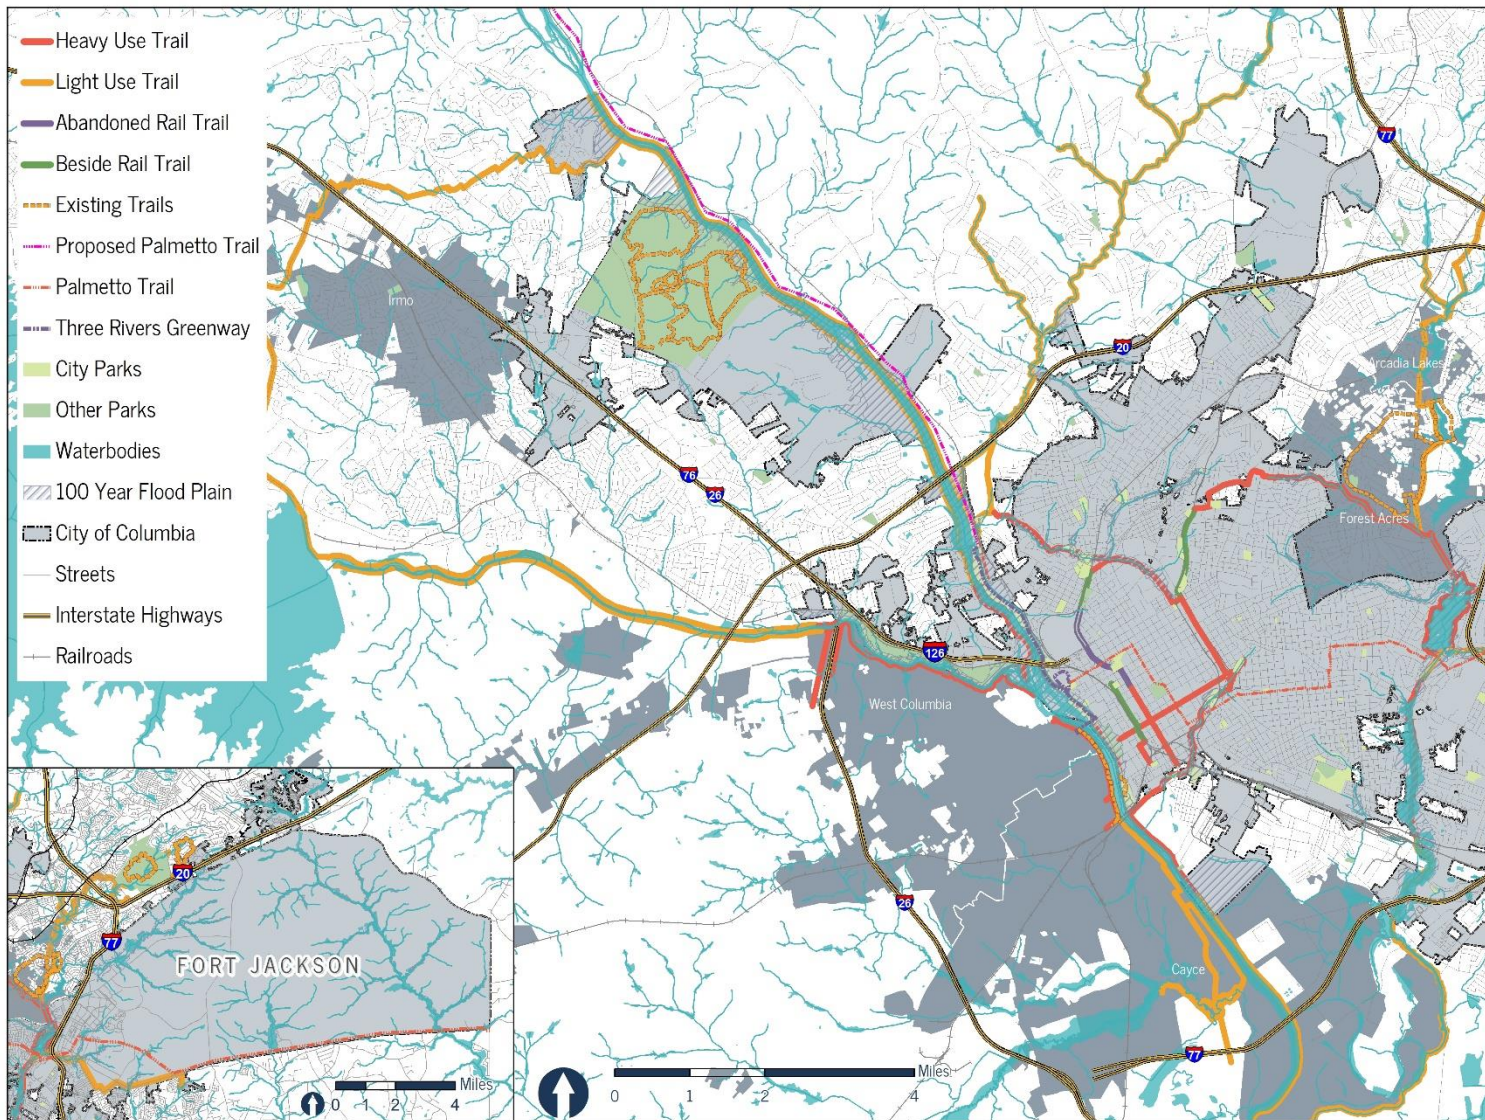 Heavy Use Trail
Light Use Trail
Abandoned Rail Trail
Beside Rail Trail
Existing Trails
Proposed Palmetto Trail
Palmetto Trail
Three Rivers Greenway
City Parks
Other Parks
Waterbodies
100 Year Flood Plain
City of Columbia
Streets
Interstate Highways
Railroads
77
Irmo
20
Arcadia Lakes
76
26
Forest Acres
126
West Columbia
26
Cayce
77
20
77
FORT JACKSON
Miles
0 1 2 4
Miles
0 1 2 4